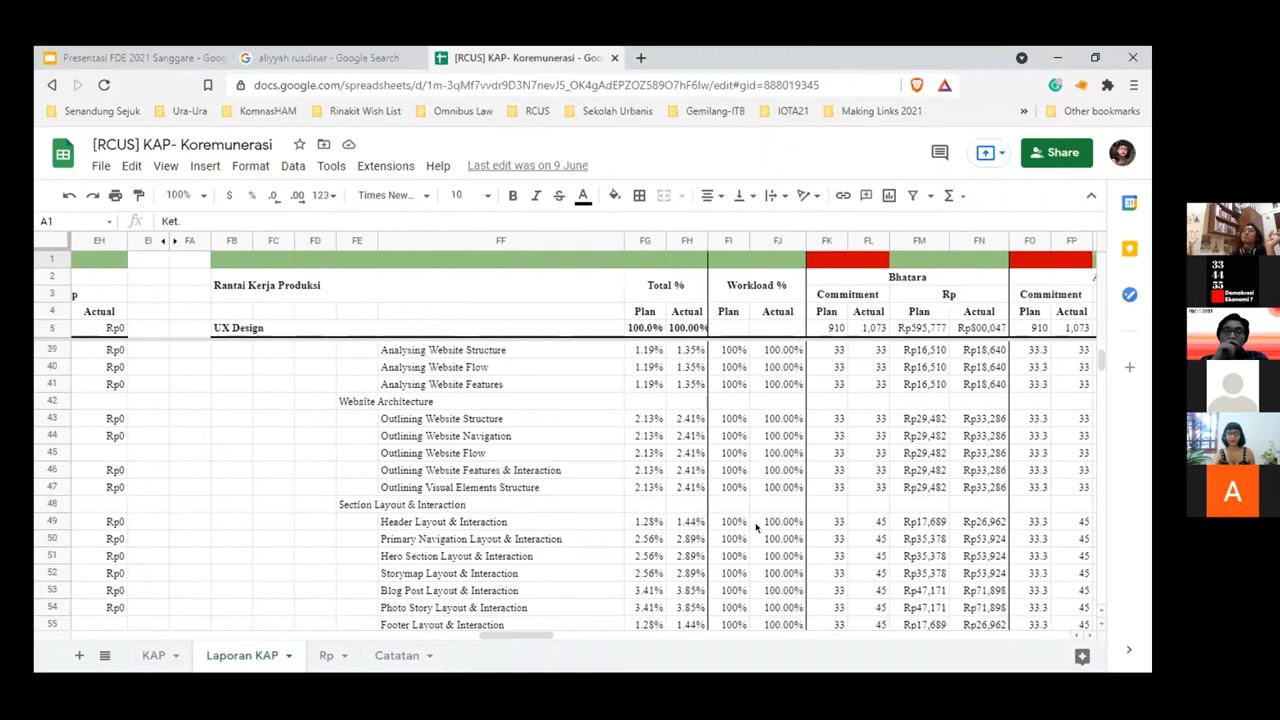 Presentasi FDE 2021 Sanggare - Goog
aliyyah rusdinar - Google Search
[RCUS] KAP- Koremunerasi - Goo
docs.google.com/spreadsheets/d/1m-3qMf7vvdr9D3N7nevJ5_OK4gAdEPZOZ589O7hF6Iw/edit#gid=888019345
Senandung Sejuk Ura-Ura KomnasHAM Rinakit Wish List Omnibus Law RCUS Sekolah Urbanis Gemilang-ITB IOTA21 Making Links 2021 » Other bookmarks
[RCUS] KAP- Koremunerasi
File Edit View Insert Format Data Tools Extensions Help Last edit was on 9 June
Share
100% $ % .0 .00 123 Times New... 10 B I S A
A1 fx Ket.
EH EI FA FB FC FD FE FF FG FH FI FJ FK FL FM FN FO FP
1
2 Rantai Kerja Produksi Total % Workload % Bhatara
3 p Commitment Rp Commitment
4 Actual Plan Actual Plan Actual Plan Actual Plan Actual Plan Actual
5 Rp0 UX Design 100.0% 100.00% 910 1,073 Rp595,777 Rp800,047 910 1,073
39 Rp0 Analysing Website Structure 1.19% 1.35% 100% 100.00% 33 33 Rp16,510 Rp18,640 33.3 33
40 Rp0 Analysing Website Flow 1.19% 1.35% 100% 100.00% 33 33 Rp16,510 Rp18,640 33.3 33
41 Rp0 Analysing Website Features 1.19% 1.35% 100% 100.00% 33 33 Rp16,510 Rp18,640 33.3 33
42 Website Architecture
43 Rp0 Outlining Website Structure 2.13% 2.41% 100% 100.00% 33 33 Rp29,482 Rp33,286 33.3 33
44 Rp0 Outlining Website Navigation 2.13% 2.41% 100% 100.00% 33 33 Rp29,482 Rp33,286 33.3 33
45 Outlining Website Flow 2.13% 2.41% 100% 100.00% 33 33 Rp29,482 Rp33,286 33.3 33
46 Rp0 Outlining Website Features & Interaction 2.13% 2.41% 100% 100.00% 33 33 Rp29,482 Rp33,286 33.3 33
47 Rp0 Outlining Visual Elements Structure 2.13% 2.41% 100% 100.00% 33 33 Rp29,482 Rp33,286 33.3 33
48 Section Layout & Interaction
49 Rp0 Header Layout & Interaction 1.28% 1.44% 100% 100.00% 33 45 Rp17,689 Rp26,962 33.3 45
50 Rp0 Primary Navigation Layout & Interaction 2.56% 2.89% 100% 100.00% 33 45 Rp35,378 Rp53,924 33.3 45
51 Rp0 Hero Section Layout & Interaction 2.56% 2.89% 100% 100.00% 33 45 Rp35,378 Rp53,924 33.3 45
52 Rp0 Storymap Layout & Interaction 2.56% 2.89% 100% 100.00% 33 45 Rp35,378 Rp53,924 33.3 45
53 Rp0 Blog Post Layout & Interaction 3.41% 3.85% 100% 100.00% 33 45 Rp47,171 Rp71,898 33.3 45
54 Rp0 Photo Story Layout & Interaction 3.41% 3.85% 100% 100.00% 33 45 Rp47,171 Rp71,898 33.3 45
55 Footer Layout & Interaction 1.28% 1.44% 100% 100.00% 33 45 Rp17,689 Rp26,962 33.3 45
KAP Laporan KAP Rp Catatan
33
44
55
Demokrasi
Ekonomi ?
A